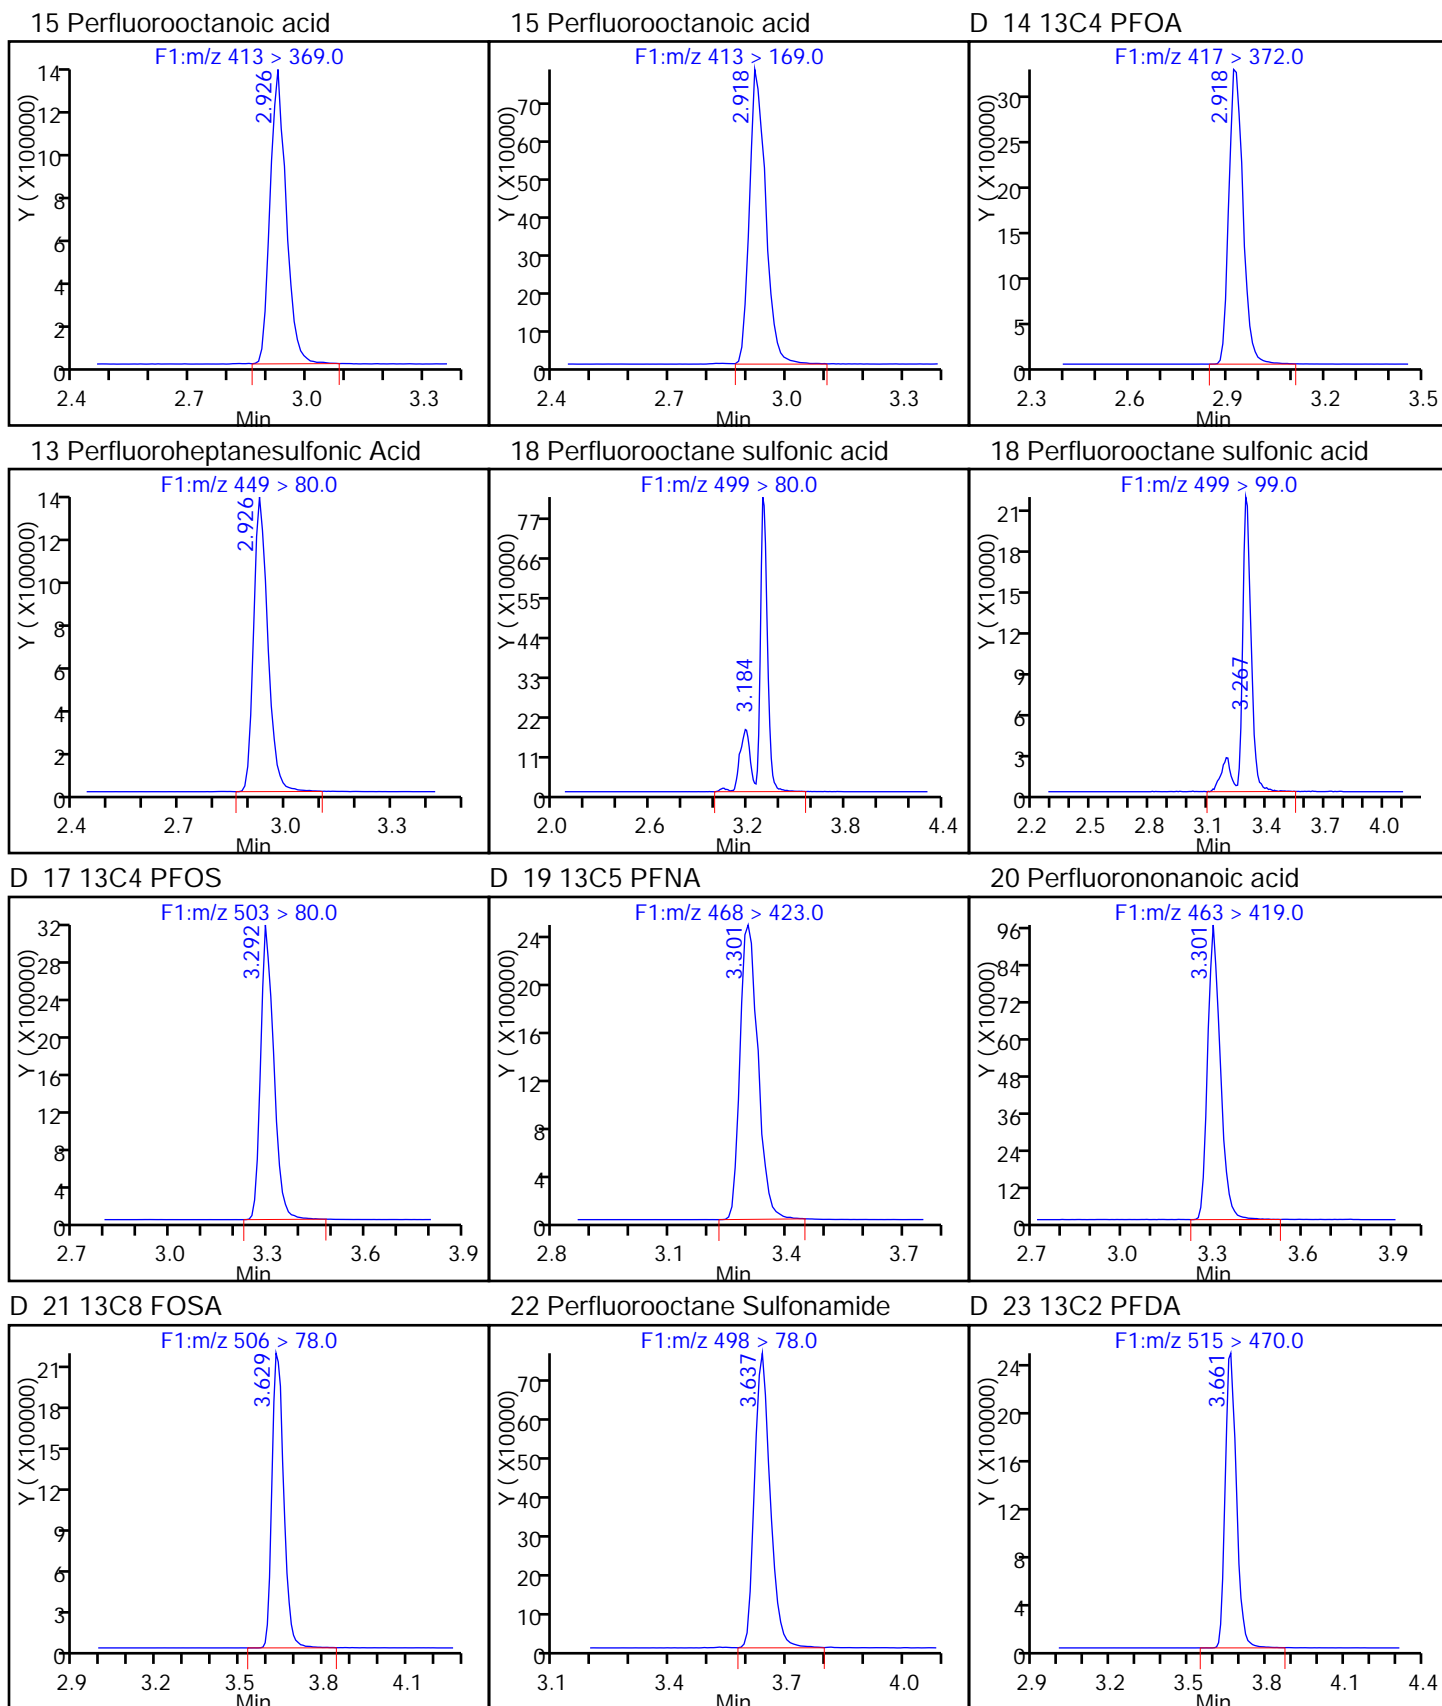 15 Perfluorooctanoic acid
F1:m/z 413 > 369.0
2.926
Y ( X100000)
14
12
10
8
6
4
2
0
2.4 2.7 3.0 3.3
Min
15 Perfluorooctanoic acid
F1:m/z 413 > 169.0
2.918
Y ( X10000)
70
60
50
40
30
20
10
0
2.4 2.7 3.0 3.3
Min
D 14 13C4 PFOA
F1:m/z 417 > 372.0
2.918
Y ( X100000)
30
25
20
15
10
5
0
2.3 2.6 2.9 3.2 3.5
Min
13 Perfluoroheptanesulfonic Acid
F1:m/z 449 > 80.0
2.926
Y ( X100000)
14
12
10
8
6
4
2
0
2.4 2.7 3.0 3.3
Min
18 Perfluorooctane sulfonic acid
F1:m/z 499 > 80.0
3.184
Y ( X10000)
77
66
55
44
33
22
11
0
2.0 2.6 3.2 3.8 4.4
Min
18 Perfluorooctane sulfonic acid
F1:m/z 499 > 99.0
3.267
Y ( X100000)
21
18
15
12
9
6
3
0
2.2 2.5 2.8 3.1 3.4 3.7 4.0
Min
D 17 13C4 PFOS
F1:m/z 503 > 80.0
3.292
Y ( X100000)
32
28
24
20
16
12
8
4
0
2.7 3.0 3.3 3.6 3.9
Min
D 19 13C5 PFNA
F1:m/z 468 > 423.0
3.301
Y ( X100000)
24
20
16
12
8
4
0
2.8 3.1 3.4 3.7
Min
20 Perfluorononanoic acid
F1:m/z 463 > 419.0
3.301
Y ( X10000)
96
84
72
60
48
36
24
12
0
2.7 3.0 3.3 3.6 3.9
Min
D 21 13C8 FOSA
F1:m/z 506 > 78.0
3.629
Y ( X100000)
21
18
15
12
9
6
3
0
2.9 3.2 3.5 3.8 4.1
Min
22 Perfluorooctane Sulfonamide
F1:m/z 498 > 78.0
3.637
Y ( X10000)
70
60
50
40
30
20
10
0
3.1 3.4 3.7 4.0
Min
D 23 13C2 PFDA
F1:m/z 515 > 470.0
3.661
Y ( X100000)
24
20
16
12
8
4
0
2.9 3.2 3.5 3.8 4.1 4.4
Min